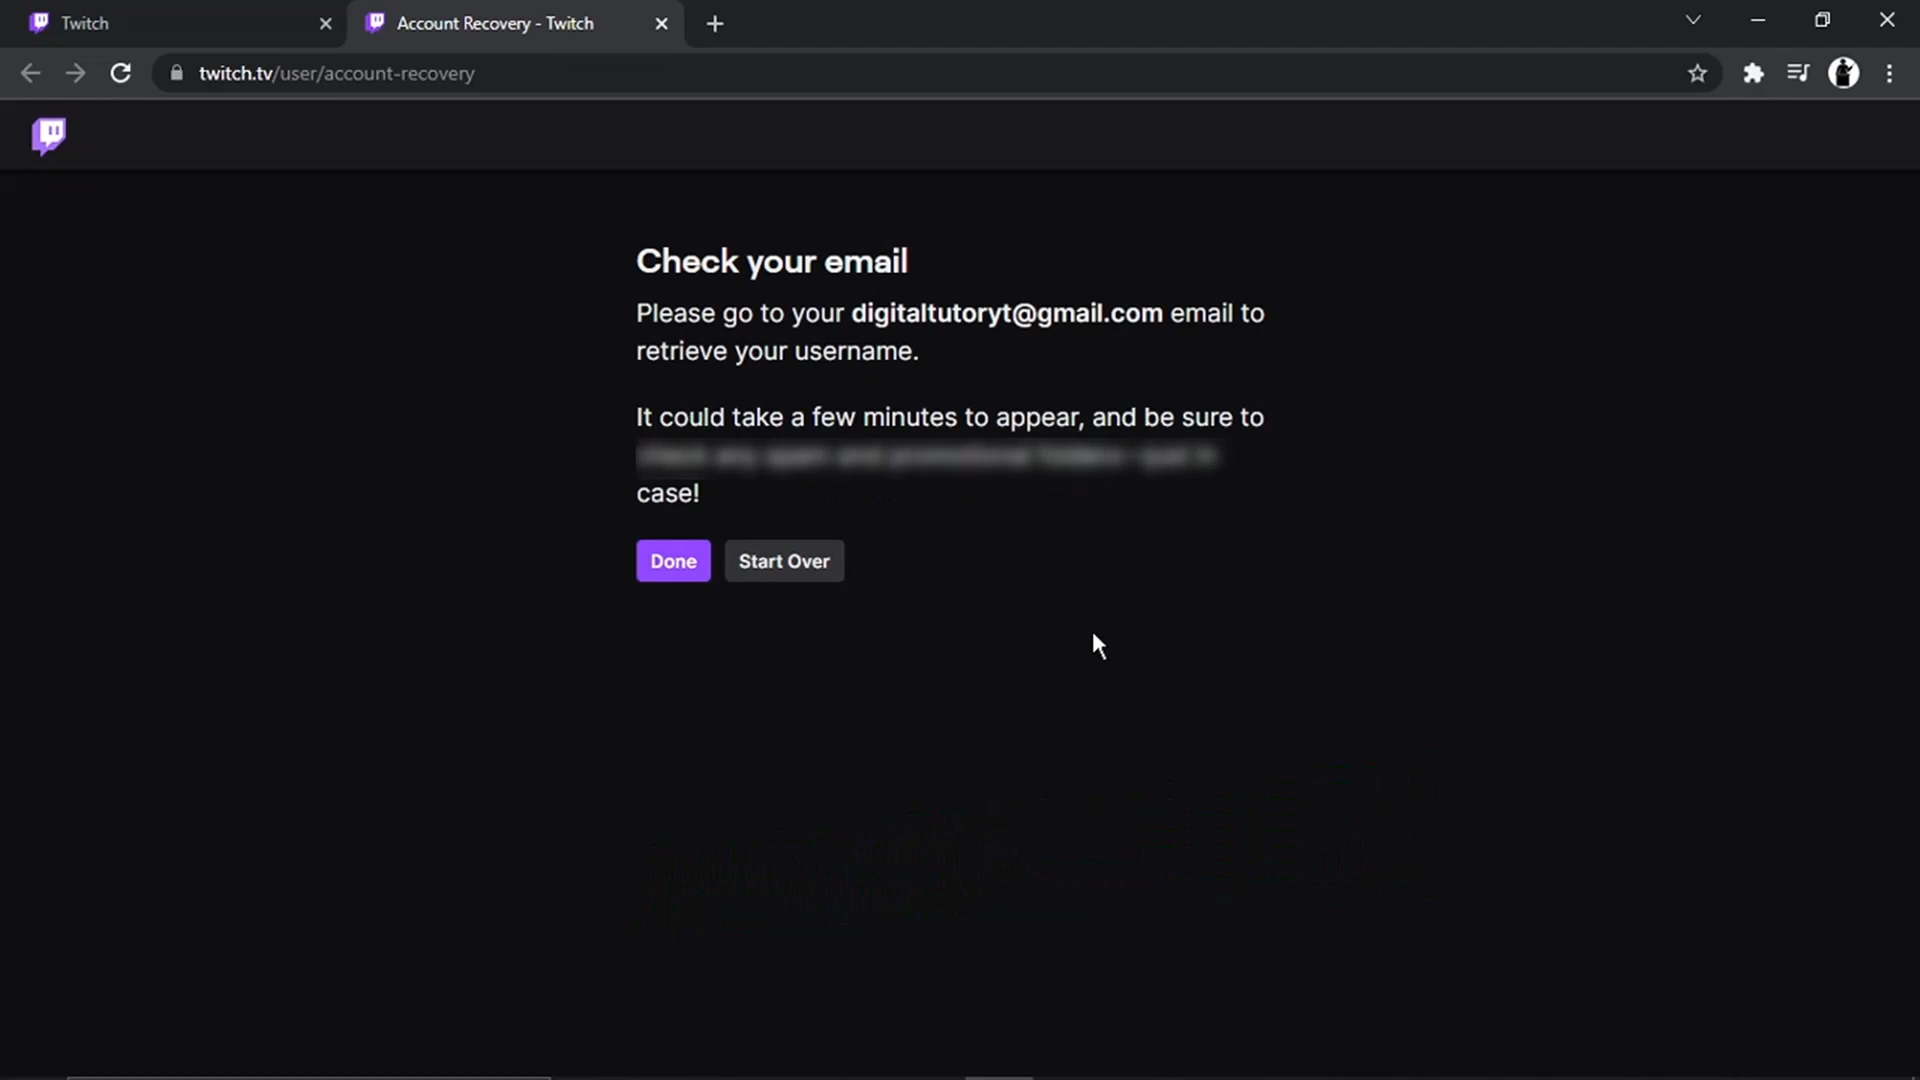 Twitch
Account Recovery - Twitch
twitch.tv/user/account-recovery
Check your email
Please go to your digitaltutoryt@gmail.com email to
retrieve your username.
It could take a few minutes to appear, and be sure to
case!
Done
Start Over